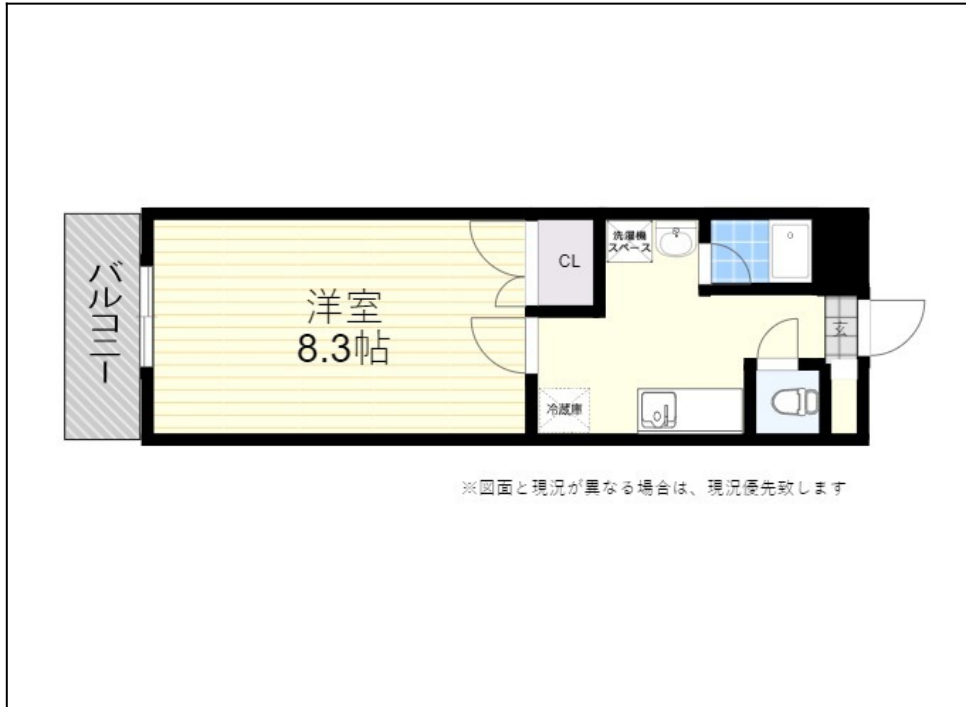 バルコニー
洋室
8.3帖
CL
洗濯機
スペース
冷蔵庫
玄
※図面と現況が異なる場合は、現況優先致します